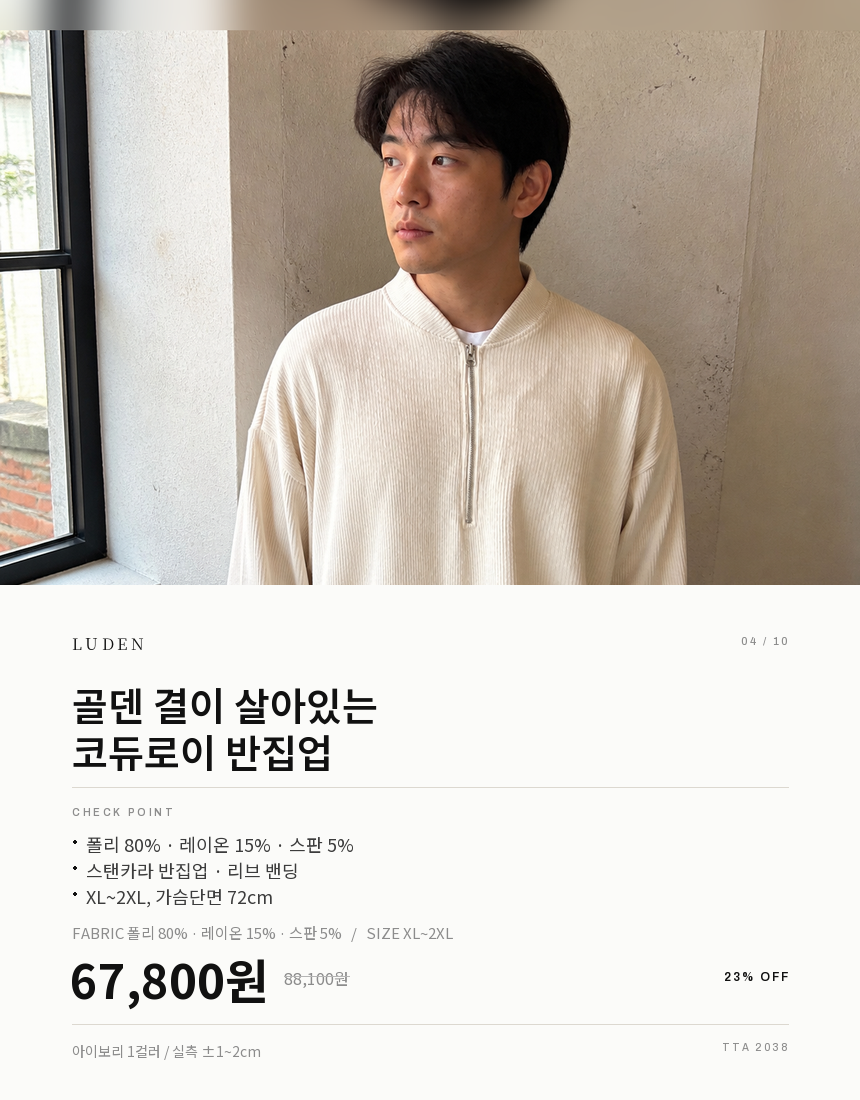 LUDEN
04 / 10
골덴 결이 살아있는
코듀로이 반집업
CHECK POINT
• 폴리 80% · 레이온 15% · 스판 5%
• 스탠카라 반집업 · 리브 밴딩
• XL~2XL, 가슴단면 72cm
FABRIC 폴리 80% · 레이온 15% · 스판 5% / SIZE XL~2XL
67,800원 88,100원
23% OFF
아이보리 1컬러 / 실측 ±1~2cm
TTA 2038